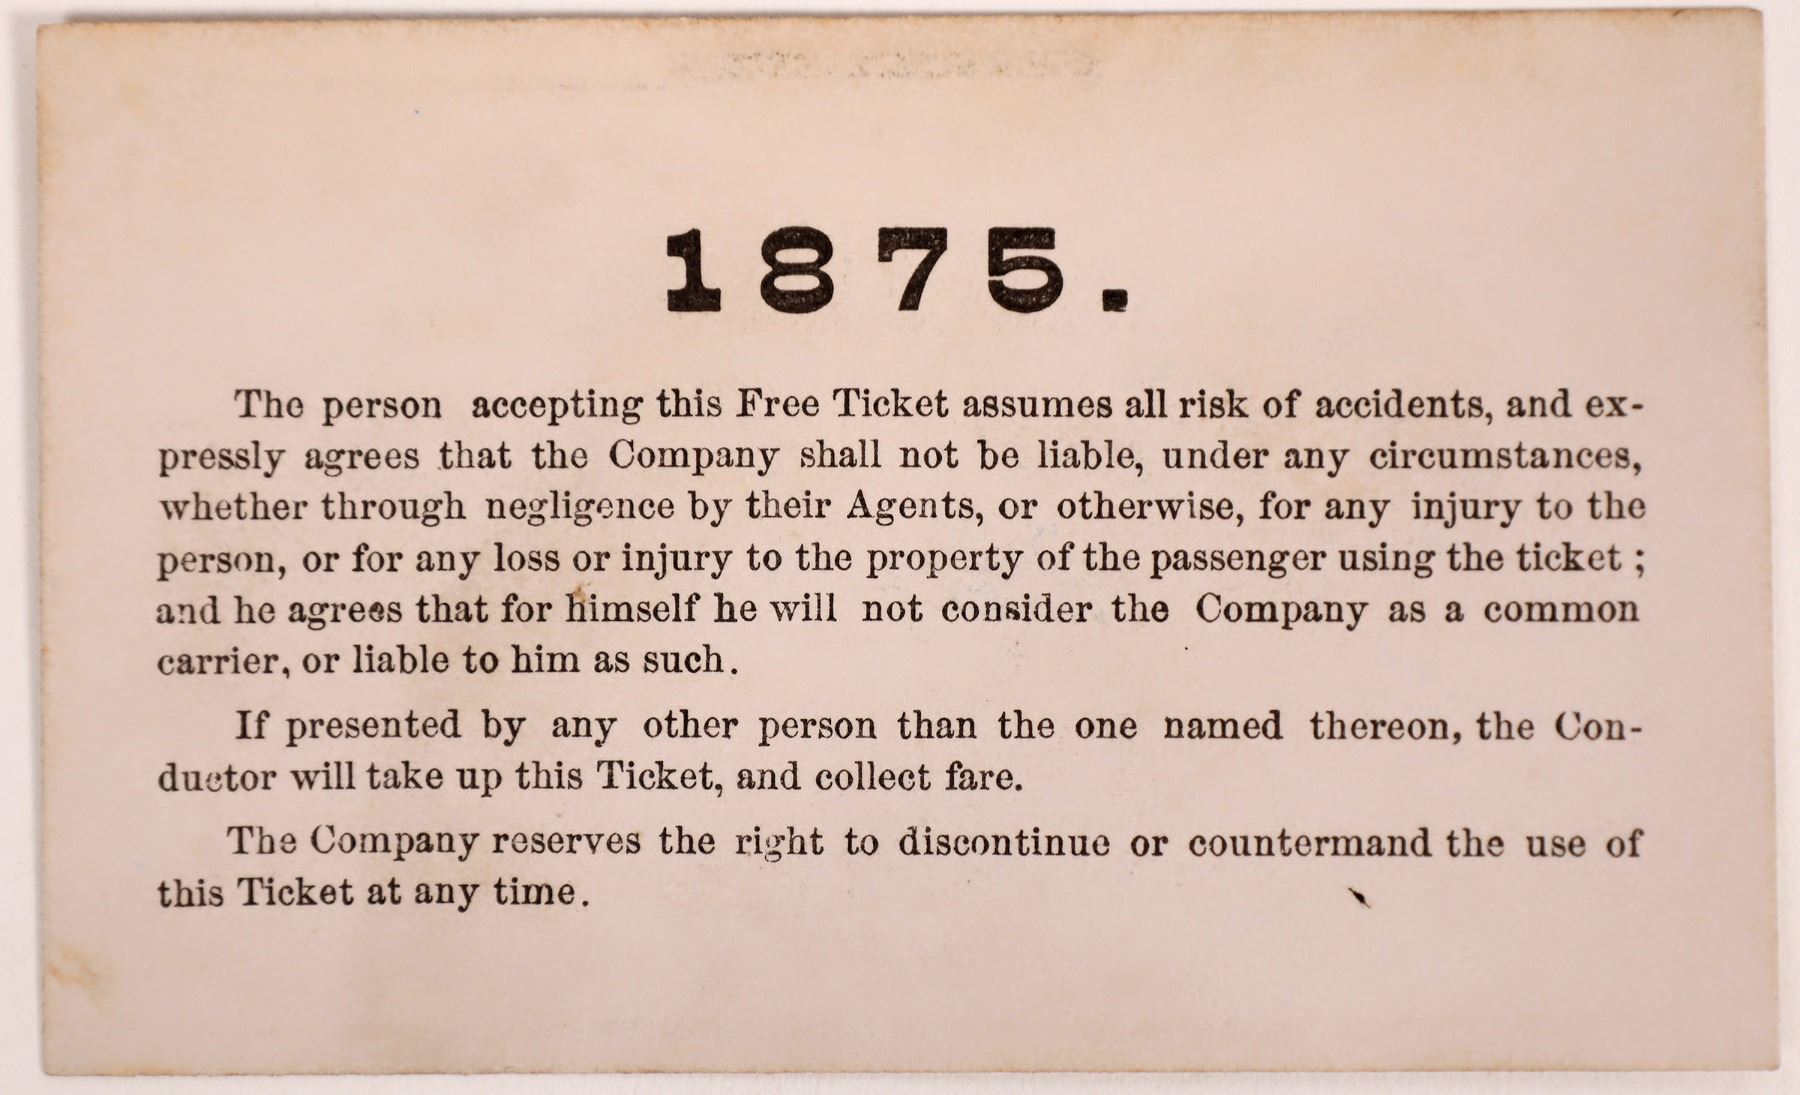 1875.
The person accepting this Free Ticket assumes all risk of accidents, and ex-
pressly agrees that the Company shall not be liable, under any circumstances,
whether through negligence by their Agents, or otherwise, for any injury to the
person, or for any loss or injury to the property of the passenger using the ticket ;
and he agrees that for himself he will not consider the Company as a common
carrier, or liable to him as such.
If presented by any other person than the one named thereon, the Con-
ductor will take up this Ticket, and collect fare.
The Company reserves the right to discontinue or countermand the use of
this Ticket at any time.